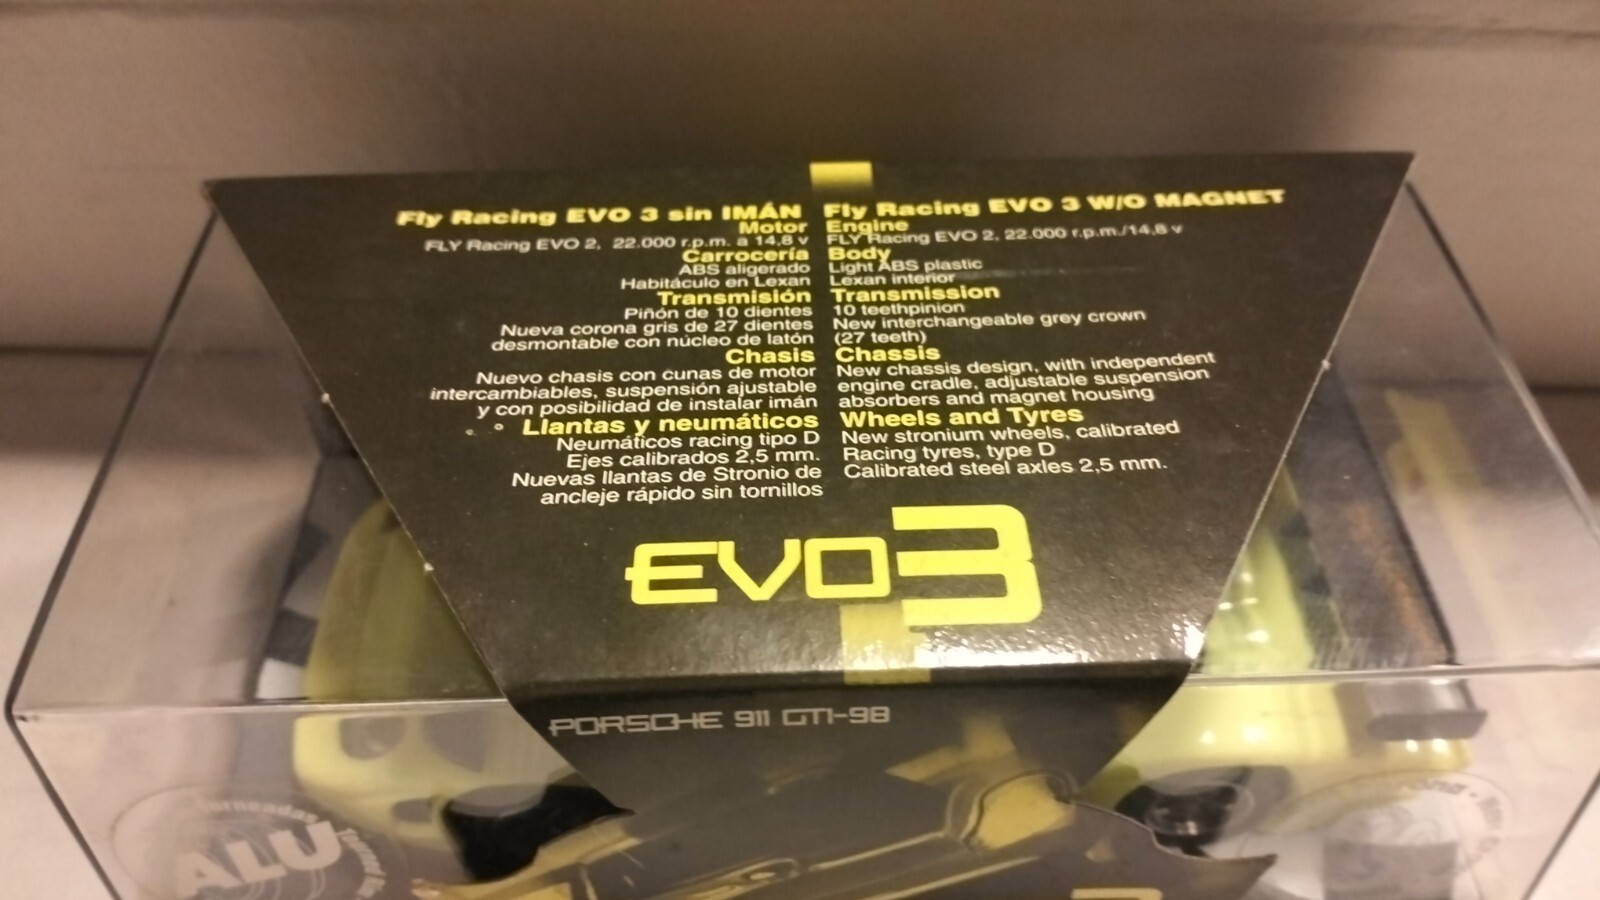 Fly Racing EVO 3 sin IMÁN
Motor
FLY Racing EVO 2, 22.000 r.p.m. a 14,8 v
Carrocería
ABS aligerado
Habitáculo en Lexan
Transmisión
Piñón de 10 dientes
Nueva corona gris de 27 dientes
desmontable con núcleo de latón
Chasis
Nuevo chasis con cunas de motor
intercambiables, suspensión ajustable
y con posibilidad de instalar imán
Llantas y neumáticos
Neumáticos racing tipo D
Ejes calibrados 2,5 mm.
Nuevas llantas de Stronio de
ancleje rápido sin tornillos
Fly Racing EVO 3 W/O MAGNET
Engine
FLY Racing EVO 2, 22.000 r.p.m./14,8 v
Body
Light ABS plastic
Lexan interior
Transmission
10 teethpinion
New interchangeable grey crown
(27 teeth)
Chassis
New chassis design, with independent
engine cradle, adjustable suspension
absorbers and magnet housing
Wheels and Tyres
New stronium wheels, calibrated
Racing tyres, type D
Calibrated steel axles 2,5 mm.
EVO3
PORSCHE 911 GT1-98
ALU